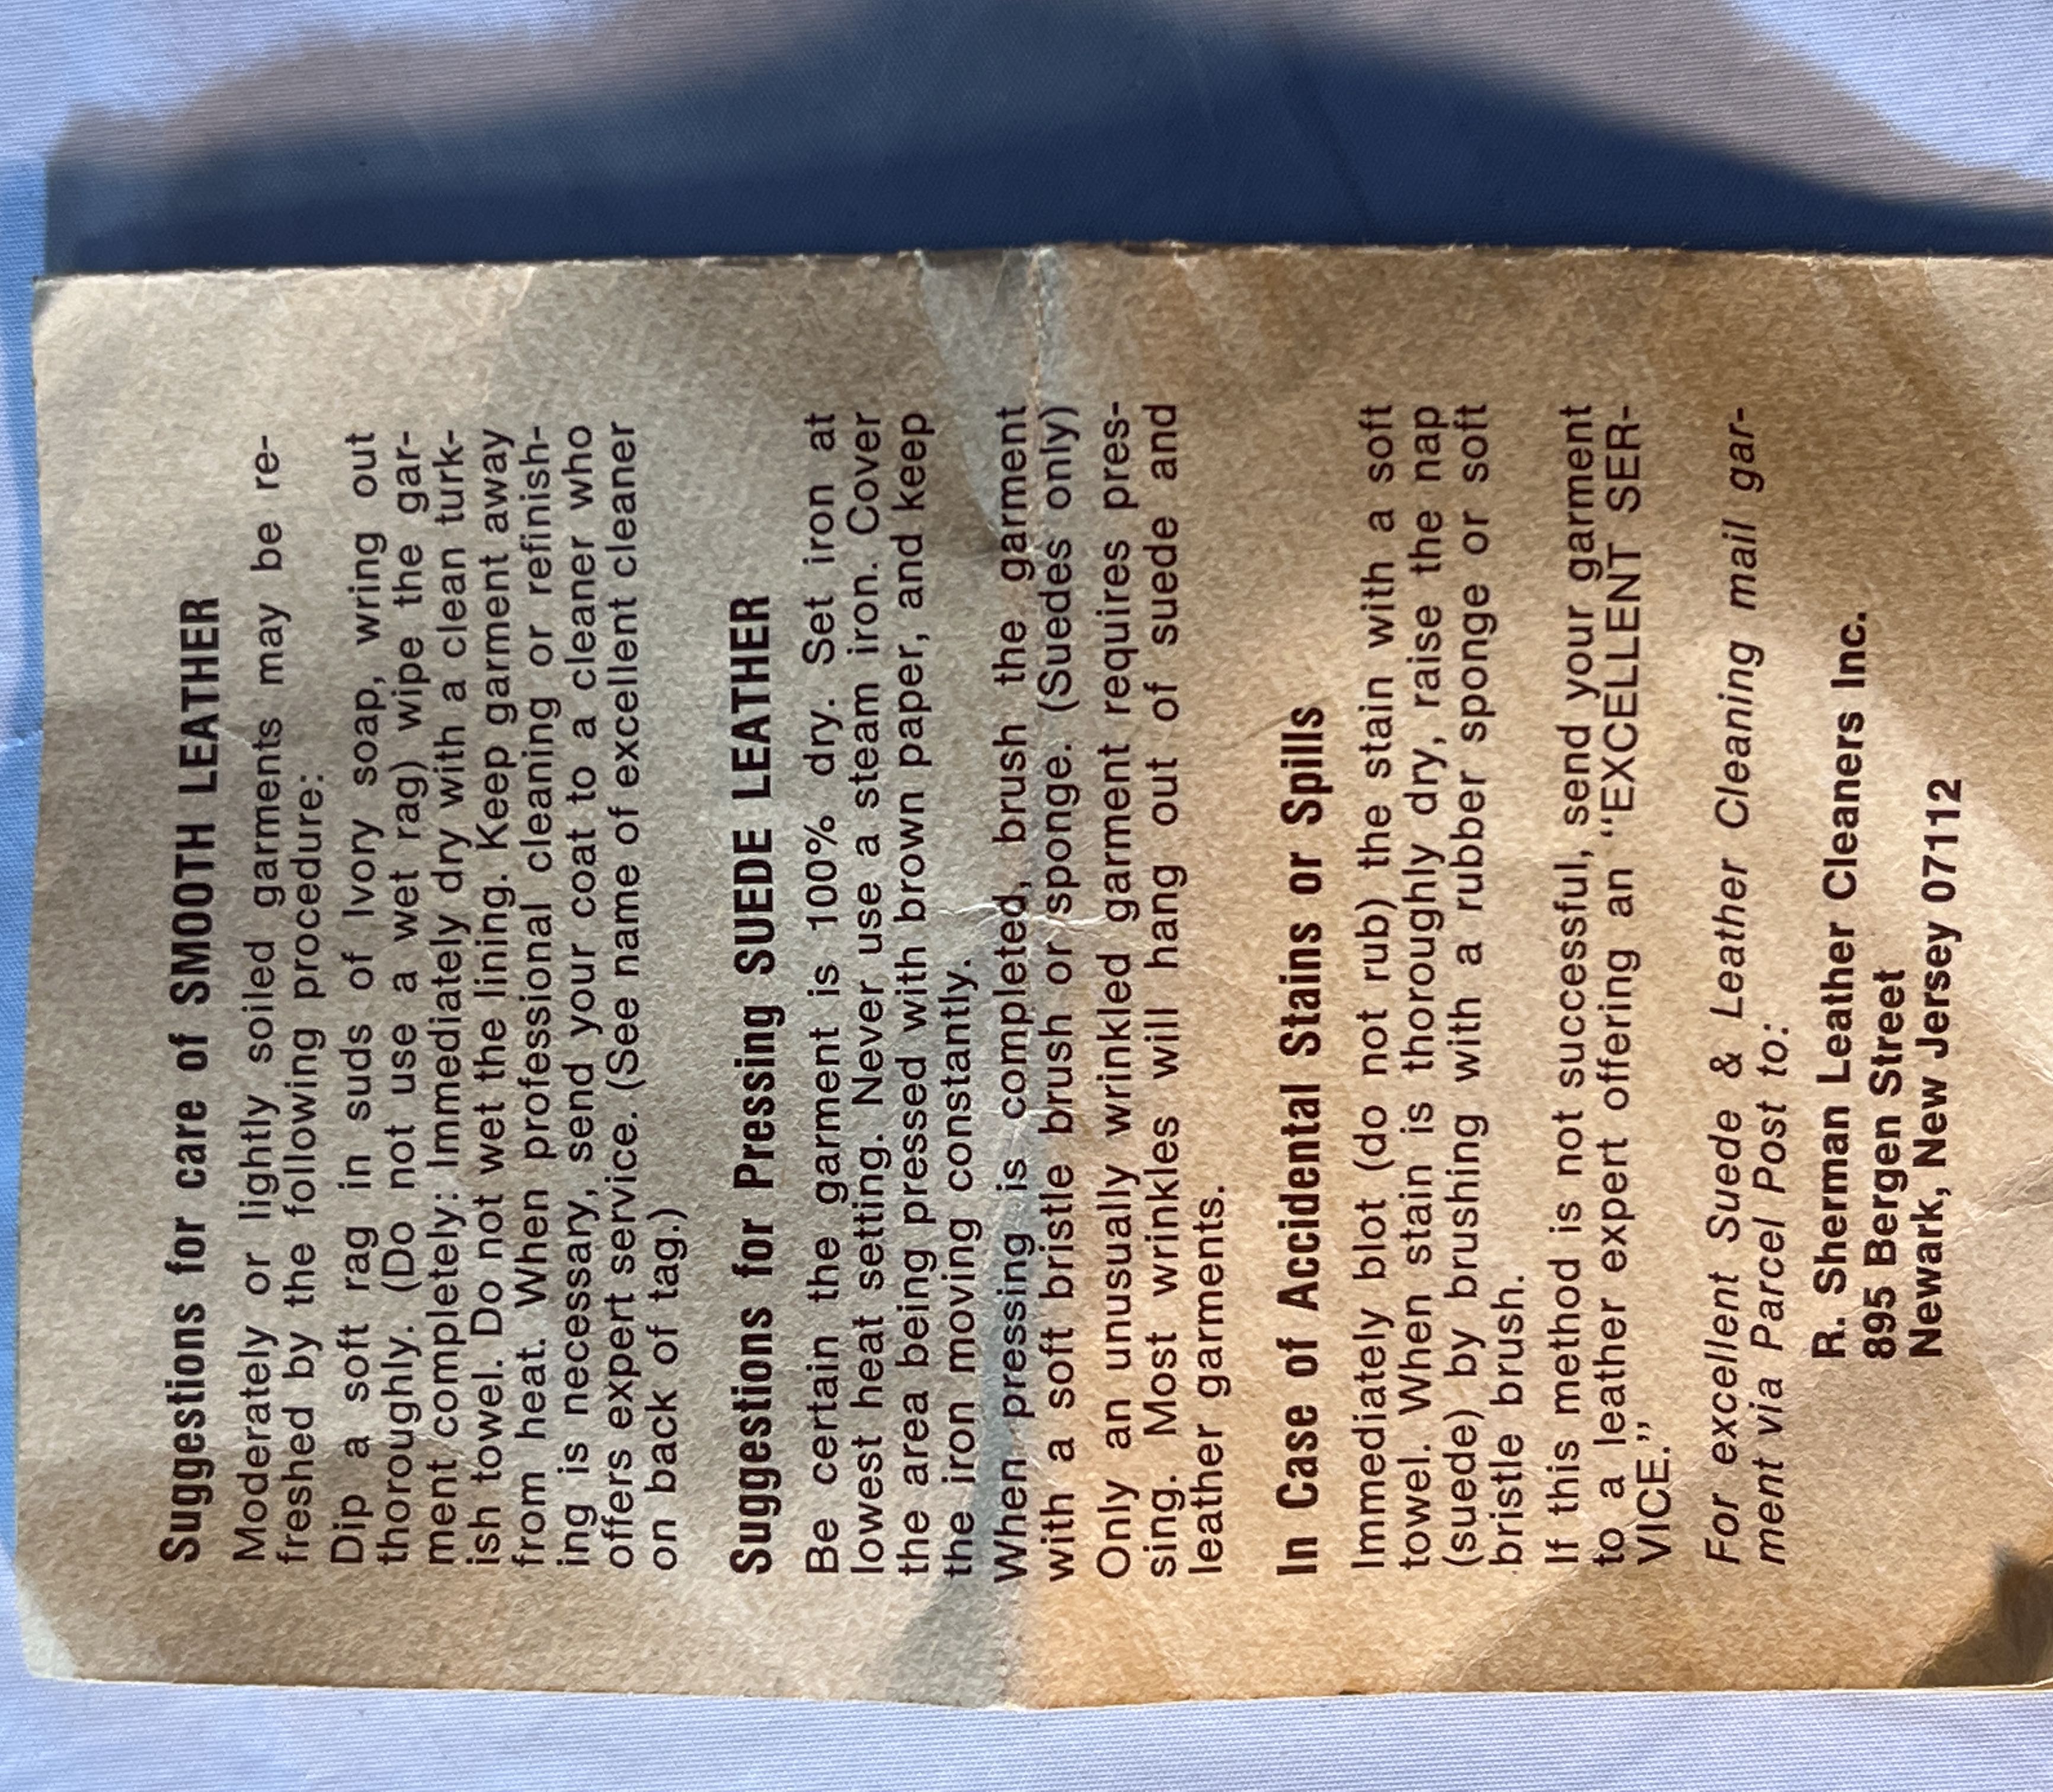 Suggestions for care of SMOOTH LEATHER
Moderately or lightly soiled garments may be re-
freshed by the following procedure:
Dip a soft rag in suds of Ivory soap, wring out
thoroughly. (Do not use a wet rag) wipe the gar-
ment completely: Immediately dry with a clean turk-
ish towel. Do not wet the lining. Keep garment away
from heat. When professional cleaning or refinish-
ing is necessary, send your coat to a cleaner who
offers expert service. (See name of excellent cleaner
on back of tag.)
Suggestions for Pressing SUEDE LEATHER
Be certain the garment is 100% dry. Set iron at
lowest heat setting. Never use a steam iron. Cover
the area being pressed with brown paper, and keep
the iron moving constantly.
When pressing is completed, brush the garment
with a soft bristle brush or sponge. (Suedes only)
Only an unusually wrinkled garment requires pres-
sing. Most wrinkles will hang out of suede and
leather garments.
In Case of Accidental Stains or Spills
Immediately blot (do not rub) the stain with a soft
towel. When stain is thoroughly dry, raise the nap
(suede) by brushing with a rubber sponge or soft
bristle brush.
If this method is not successful, send your garment
to a leather expert offering an “EXCELLENT SER-
VICE.”
For excellent Suede & Leather Cleaning mail gar-
ment via Parcel Post to:
R. Sherman Leather Cleaners Inc.
895 Bergen Street
Newark, New Jersey 07112